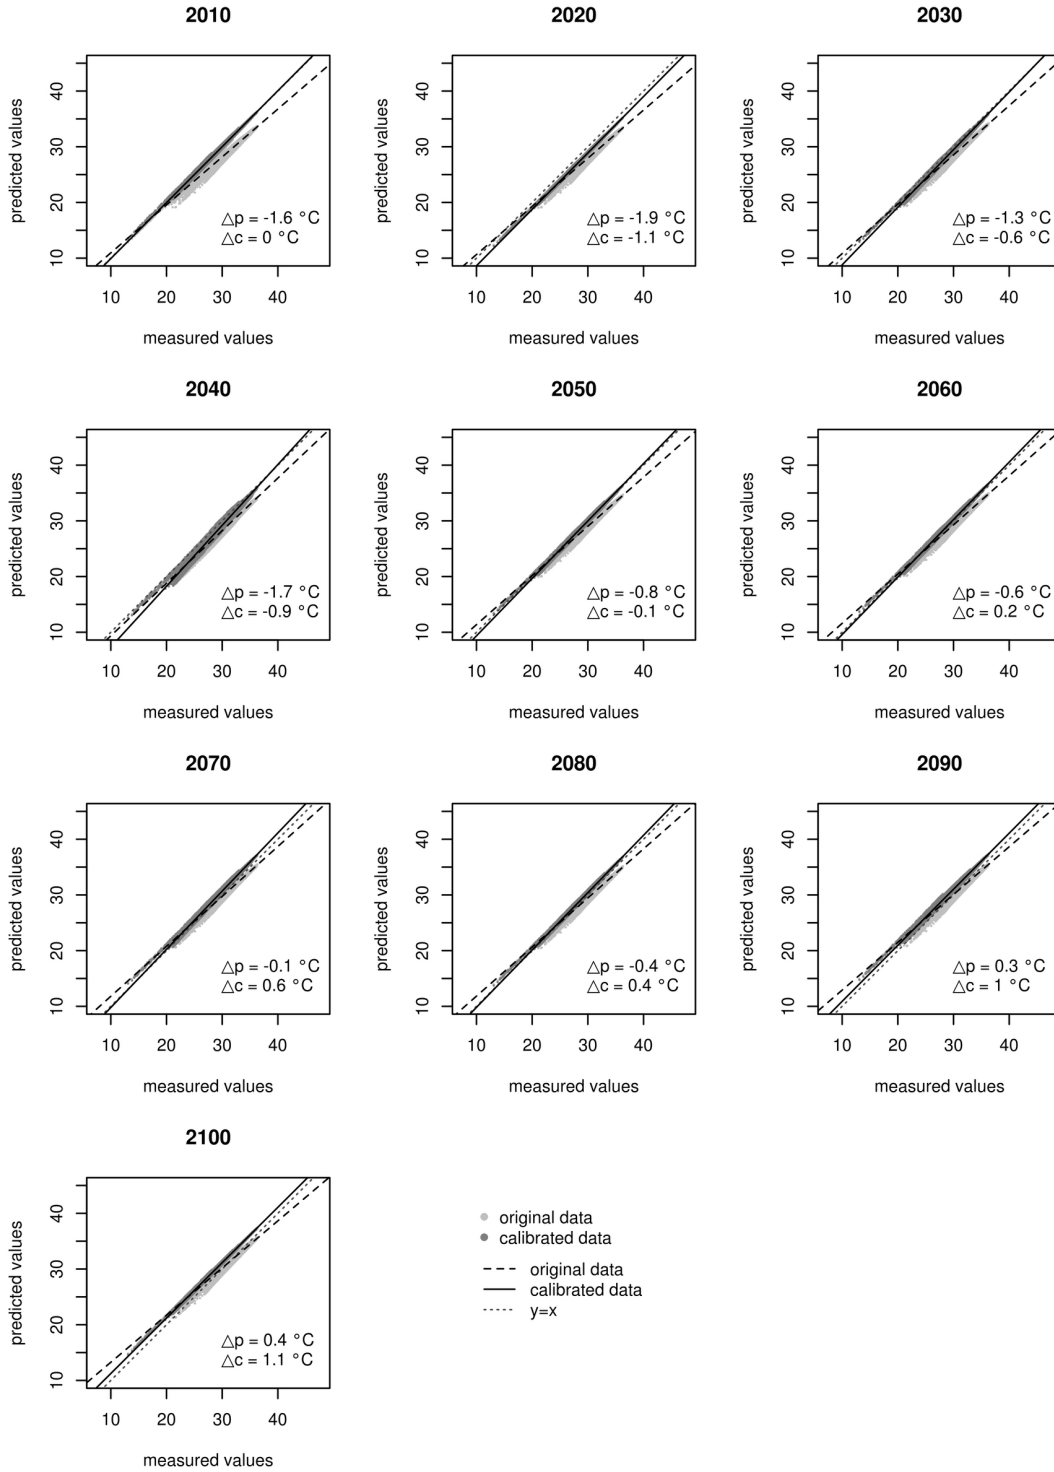 2010
predicted values
40
30
20
10
△p = -1.6 °C
△c = 0 °C
10 20 30 40
measured values
2020
predicted values
40
30
20
10
△p = -1.9 °C
△c = -1.1 °C
10 20 30 40
measured values
2030
predicted values
40
30
20
10
△p = -1.3 °C
△c = -0.6 °C
10 20 30 40
measured values
2040
predicted values
40
30
20
10
△p = -1.7 °C
△c = -0.9 °C
10 20 30 40
measured values
2050
predicted values
40
30
20
10
△p = -0.8 °C
△c = -0.1 °C
10 20 30 40
measured values
2060
predicted values
40
30
20
10
△p = -0.6 °C
△c = 0.2 °C
10 20 30 40
measured values
2070
predicted values
40
30
20
10
△p = -0.1 °C
△c = 0.6 °C
10 20 30 40
measured values
2080
predicted values
40
30
20
10
△p = -0.4 °C
△c = 0.4 °C
10 20 30 40
measured values
2090
predicted values
40
30
20
10
△p = 0.3 °C
△c = 1 °C
10 20 30 40
measured values
2100
predicted values
40
30
20
10
△p = 0.4 °C
△c = 1.1 °C
10 20 30 40
measured values
original data
calibrated data
original data
calibrated data
y=x